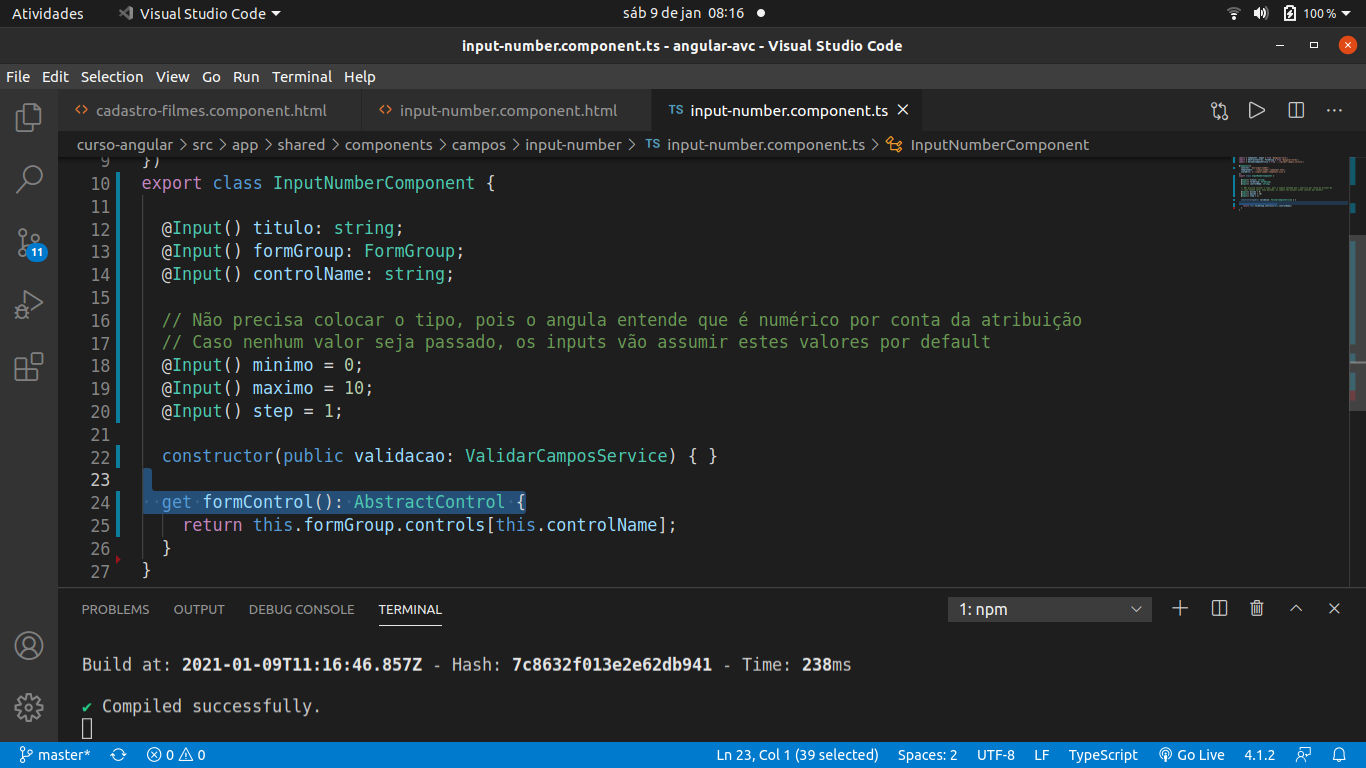 Atividades Visual Studio Code sáb 9 de jan 08:16 100 %
input-number.component.ts - angular-avc - Visual Studio Code
File Edit Selection View Go Run Terminal Help
cadastro-filmes.component.html input-number.component.html TS input-number.component.ts
curso-angular > src > app > shared > components > campos > input-number > TS input-number.component.ts > InputNumberComponent
9 })
10 export class InputNumberComponent {
11
12 @Input() titulo: string;
13 @Input() formGroup: FormGroup;
14 @Input() controlName: string;
15
16 // Não precisa colocar o tipo, pois o angula entende que é numérico por conta da atribuição
17 // Caso nenhum valor seja passado, os inputs vão assumir estes valores por default
18 @Input() minimo = 0;
19 @Input() maximo = 10;
20 @Input() step = 1;
21
22 constructor(public validacao: ValidarCamposService) { }
23
24 get formControl(): AbstractControl {
25 return this.formGroup.controls[this.controlName];
26 }
27 }
11
PROBLEMS OUTPUT DEBUG CONSOLE TERMINAL 1: npm
Build at: 2021-01-09T11:16:46.857Z - Hash: 7c8632f013e2e62db941 - Time: 238ms
✔ Compiled successfully.
master* 0 0 Ln 23, Col 1 (39 selected) Spaces: 2 UTF-8 LF TypeScript Go Live 4.1.2